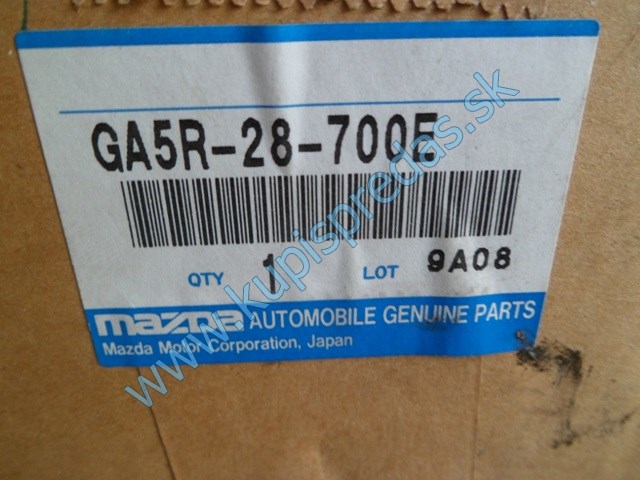 GA5R-28-700E
QTY 1 LOT 9A08
mazda AUTOMOBILE GENUINE PARTS
Mazda Motor Corporation, Japan
www.kupispredas.sk